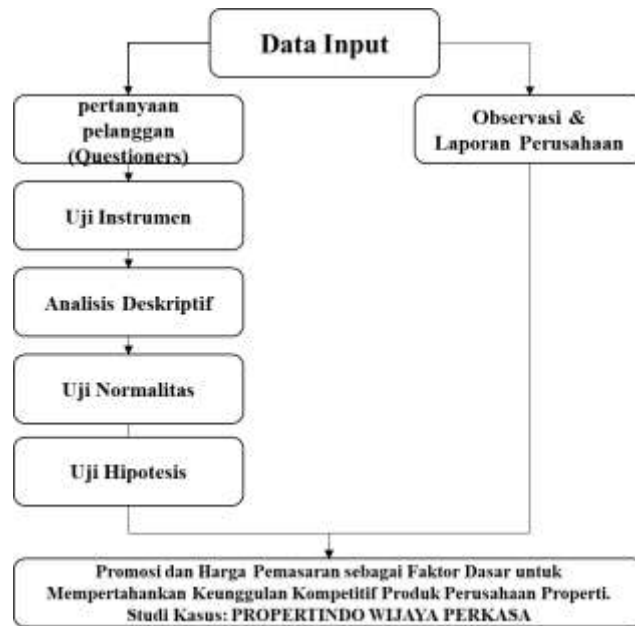 Data Input
pertanyaan
pelanggan
(Questioners)
Observasi &
Laporan Perusahaan
Uji Instrumen
Analisis Deskriptif
Uji Normalitas
Uji Hipotesis
Promosi dan Harga Pemasaran sebagai Faktor Dasar untuk
Mempertahankan Keunggulan Kompetitif Produk Perusahaan Properti.
Studi Kasus: PROPERTINDO WIJAYA PERKASA